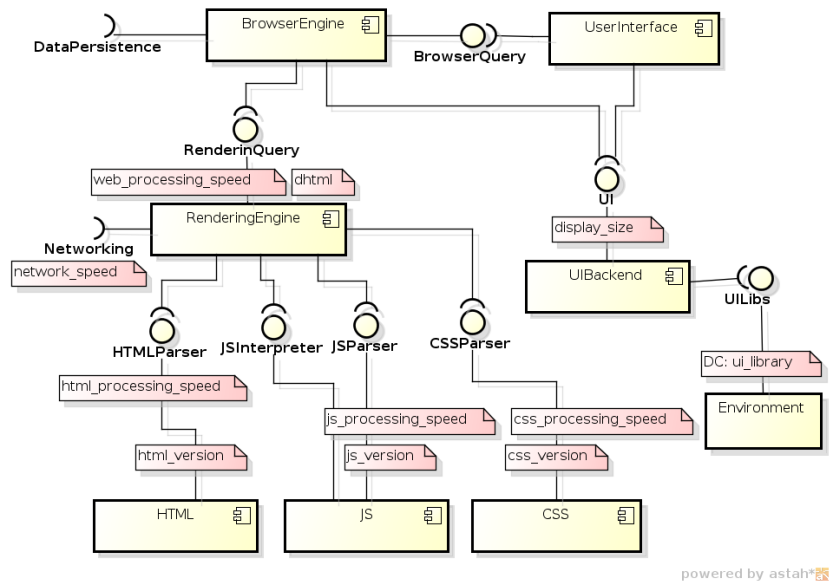 BrowserEngine
UserInterface
DataPersistence
BrowserQuery
RenderinQuery
web_processing_speed
dhtml
UI
RenderingEngine
display_size
Networking
network_speed
UIBackend
UILibs
HTMLParser
JSInterpreter
JSParser
CSSParser
DC: ui_library
html_processing_speed
Environment
js_processing_speed
css_processing_speed
html_version
js_version
css_version
HTML
JS
CSS
powered by astah*